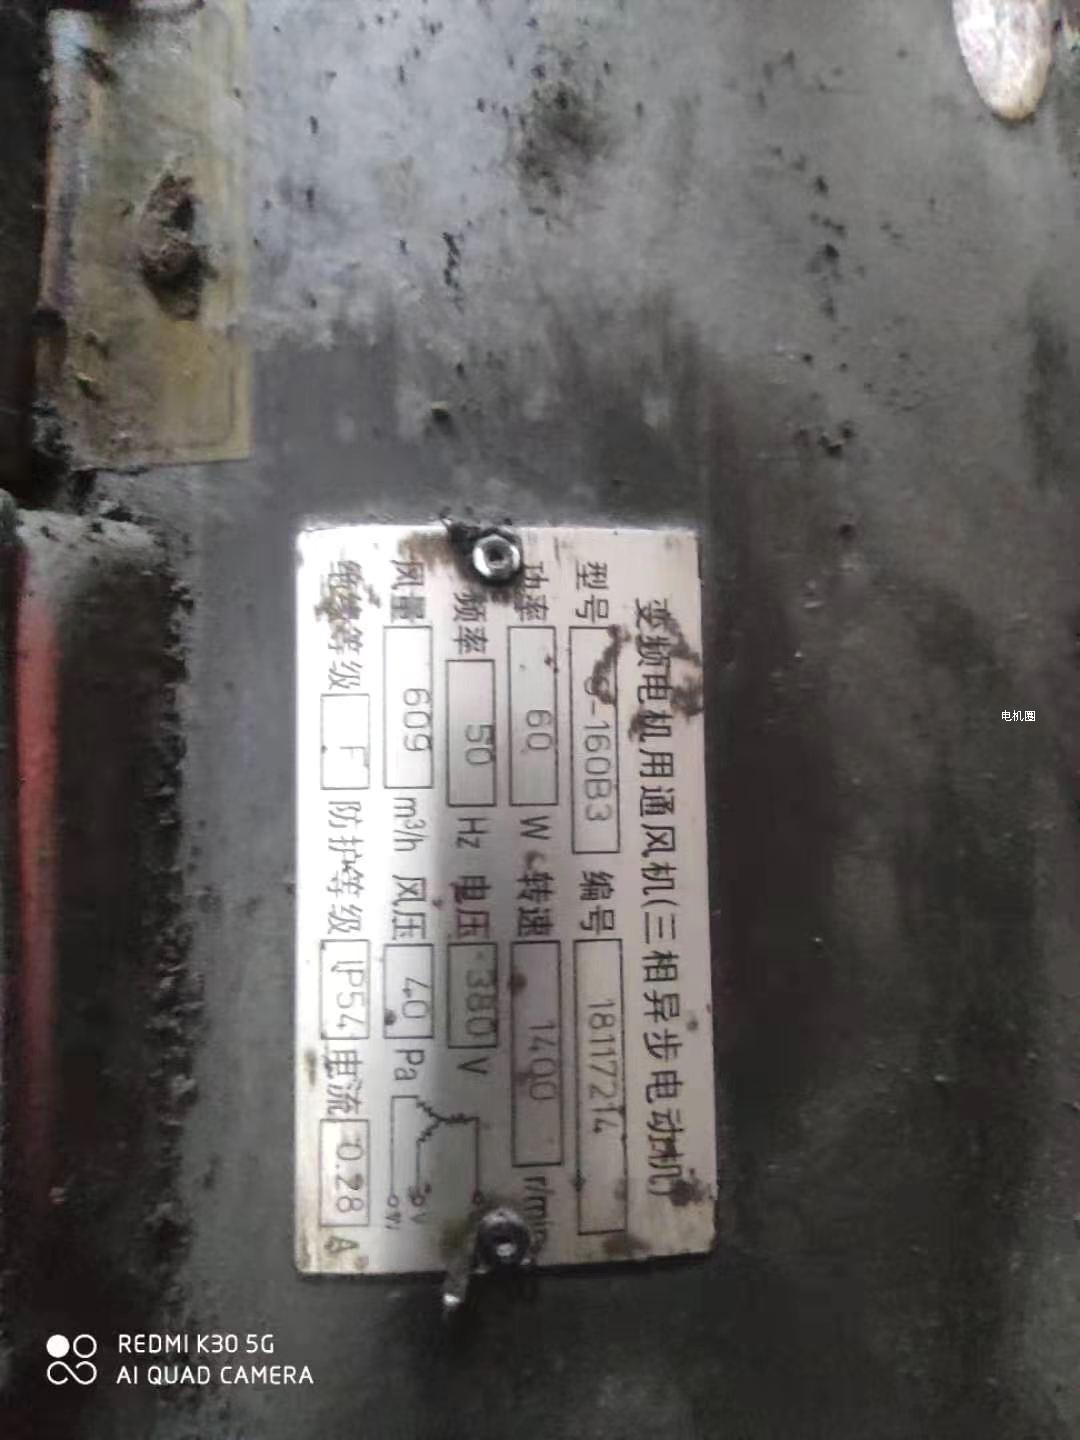 变频电机用通风机(三相异步电动机)
型号 G-160B3 编号 18117214
功率 60 W 转速 1400 r/min
频率 50 Hz 电压 380 V
风量 609 m³/h 风压 40 Pa
绝缘等级 F 防护等级 IP54 电流 0.28 A
V
W
电机圈
REDMI K30 5G
AI QUAD CAMERA